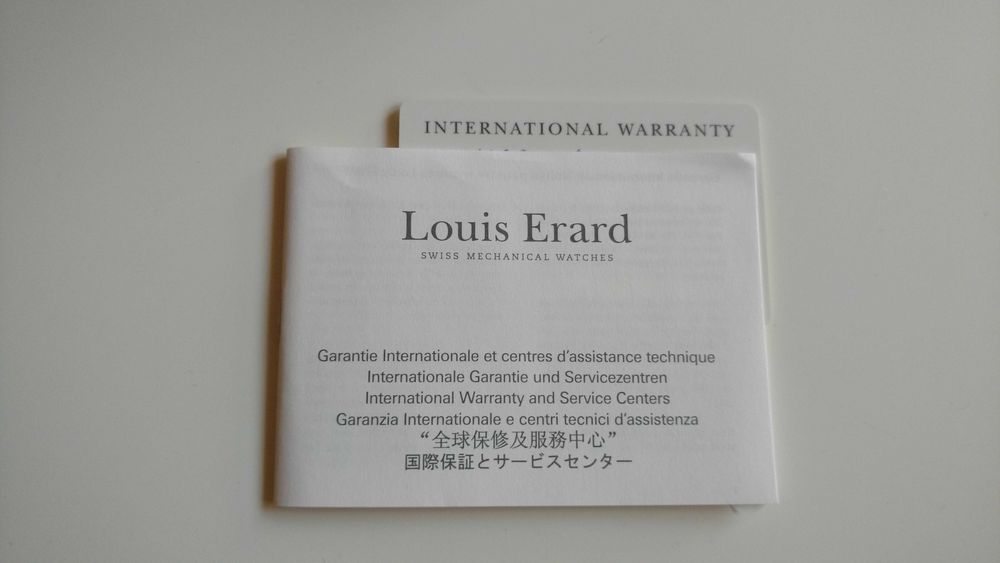 INTERNATIONAL WARRANTY
Louis Erard
SWISS MECHANICAL WATCHES
Garantie Internationale et centres d'assistance technique
Internationale Garantie und Servicezentren
International Warranty and Service Centers
Garanzia Internationale e centri tecnici d'assistenza
“全球保修及服務中心”
国際保証とサービスセンター